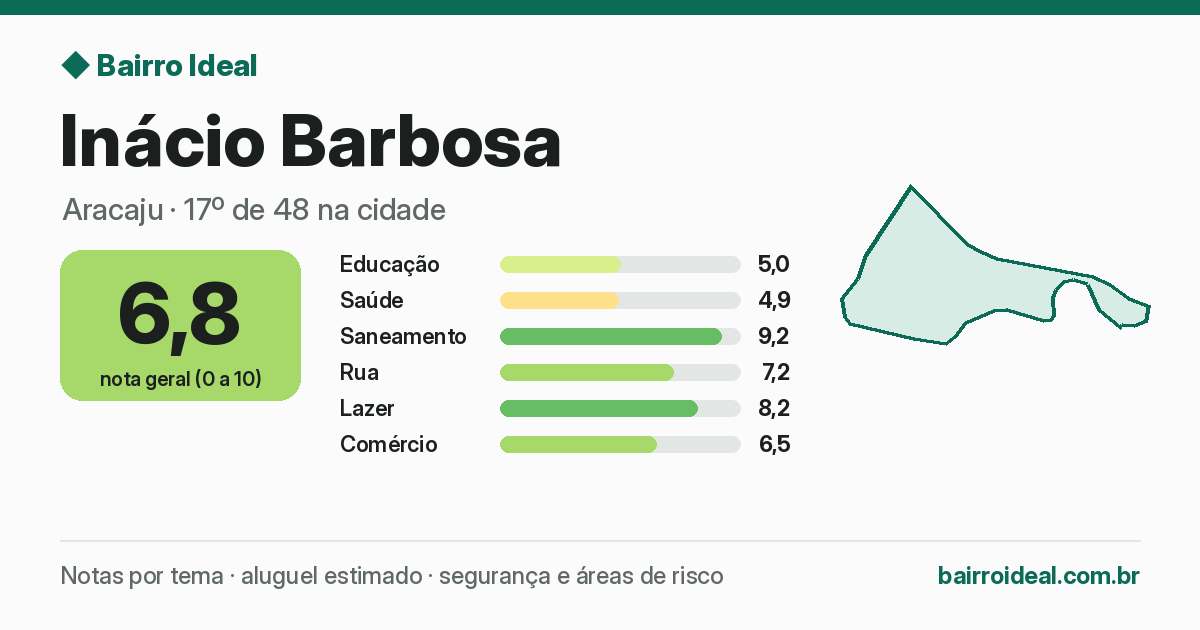 Bairro Ideal
Inácio Barbosa
Aracaju · 17º de 48 na cidade
6,8
nota geral (0 a 10)
Educação 5,0
Saúde 4,9
Saneamento 9,2
Rua 7,2
Lazer 8,2
Comércio 6,5
Notas por tema · aluguel estimado · segurança e áreas de risco
bairroideal.com.br